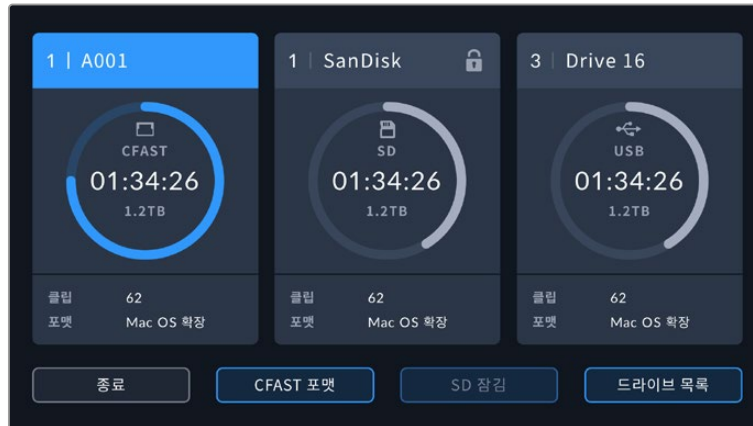 1 | A001
CFAST
01:34:26
1.2TB
클립 62
포맷 Mac OS 확장
1 | SanDisk
SD
01:34:26
1.2TB
클립 62
포맷 Mac OS 확장
3 | Drive 16
USB
01:34:26
1.2TB
클립 62
포맷 Mac OS 확장
종료
CFAST 포맷
SD 잠김
드라이브 목록